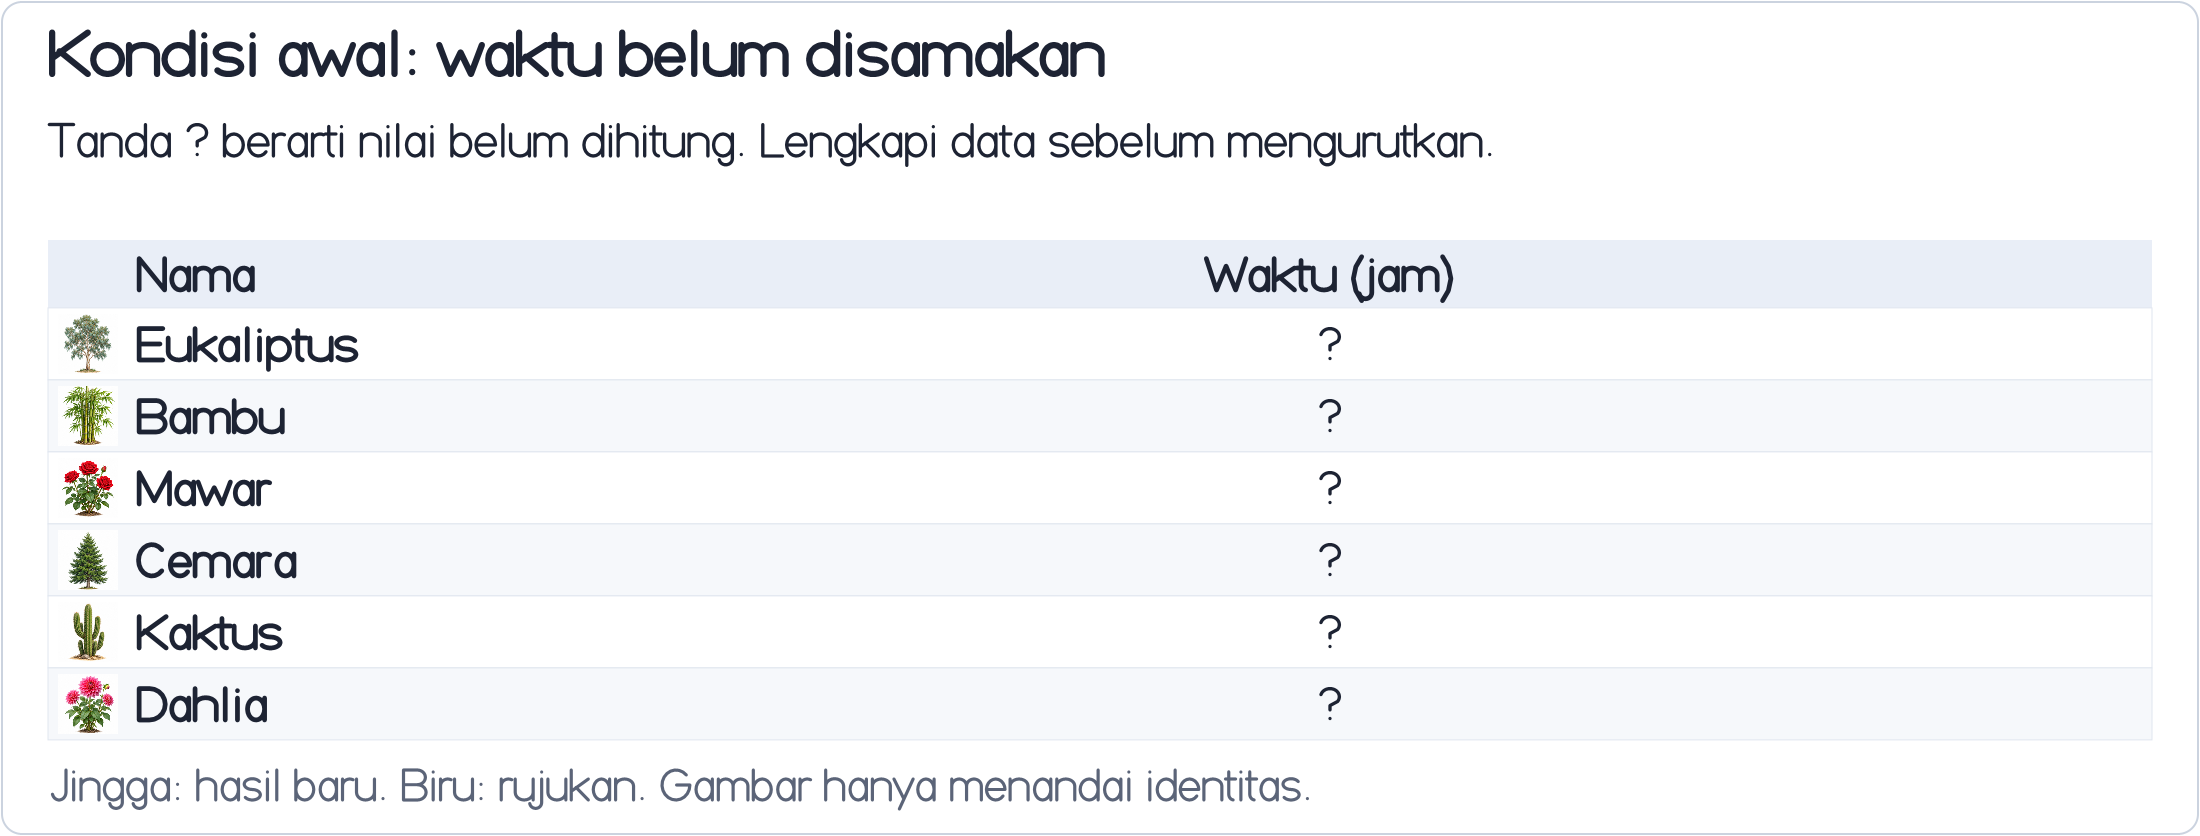 Kondisi awal: waktu belum disamakan
Tanda ? berarti nilai belum dihitung. Lengkapi data sebelum mengurutkan.
Nama Waktu (jam)
Eukaliptus ?
Bambu ?
Mawar ?
Cemara ?
Kaktus ?
Dahlia ?
Jingga: hasil baru. Biru: rujukan. Gambar hanya menandai identitas.